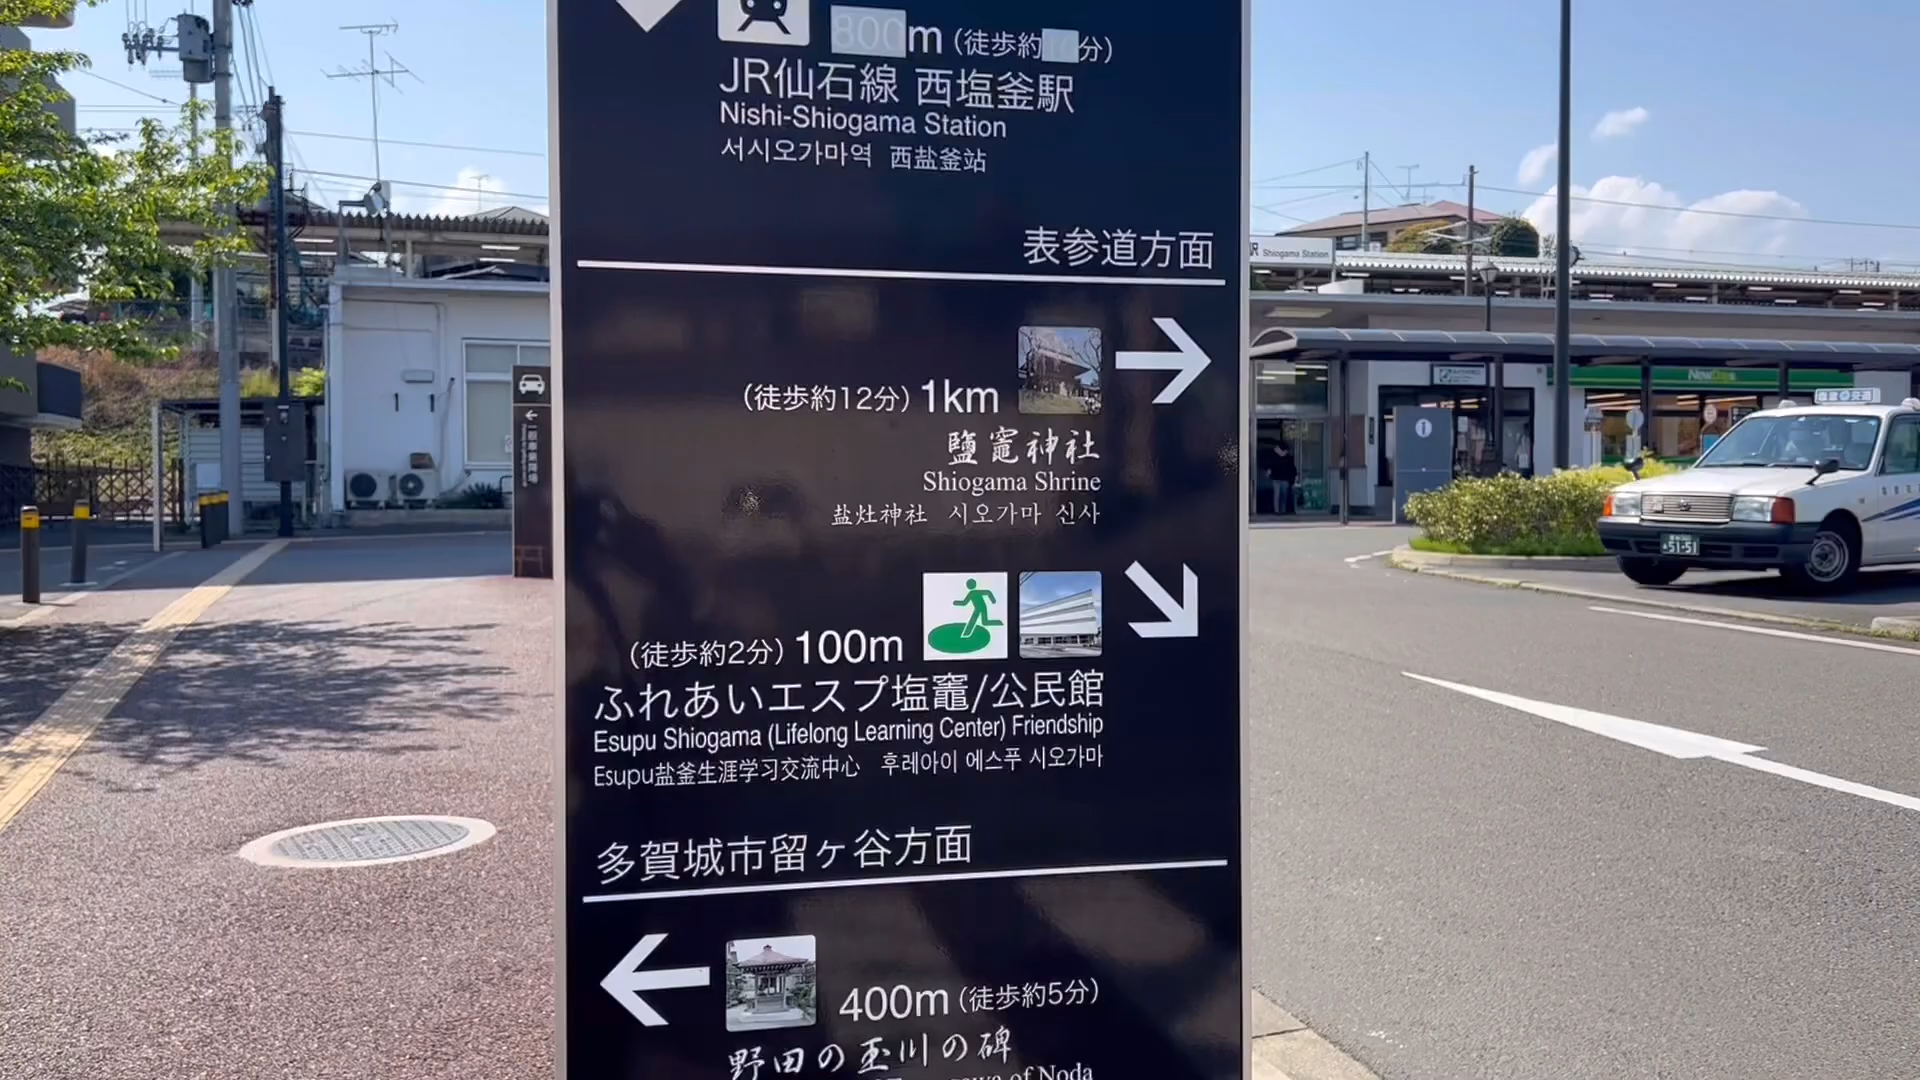 m (徒歩約 分)
JR仙石線 西塩釜駅
Nishi-Shiogama Station
서시오가마역 西盐釜站
表参道方面
(徒歩約12分) 1km
鹽竈神社
Shiogama Shrine
盐灶神社 시오가마 신사
(徒歩約2分) 100m
ふれあいエスプ塩竈/公民館
Esupu Shiogama (Lifelong Learning Center) Friendship
Esupu盐釜生涯学习交流中心 후레아이 에스푸 시오가마
多賀城市留ヶ谷方面
400m (徒歩約5分)
野田の玉川の碑
of Noda
駅 Shiogama Station
NewDays
51-51